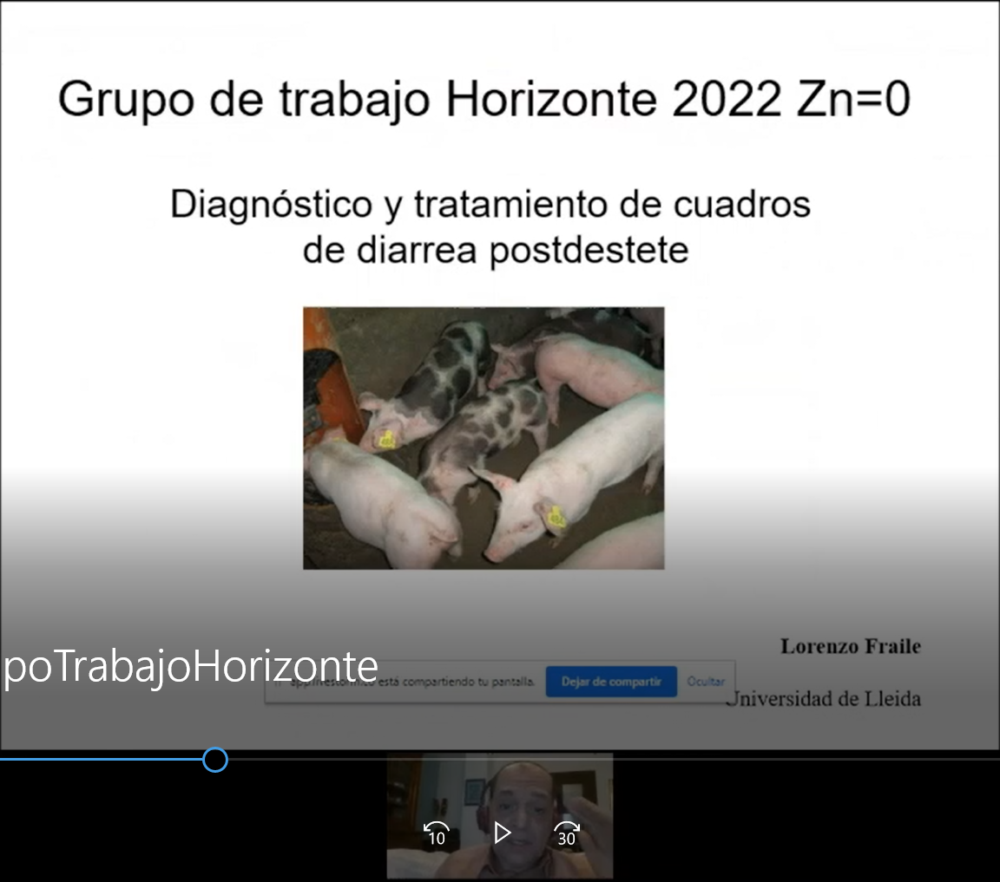 Grupo de trabajo Horizonte 2022 Zn=0
Diagnóstico y tratamiento de cuadros
de diarrea postdestete
Lorenzo Fraile
poTrabajoHorizonte
está compartiendo tu pantalla.
Dejar de compartir
Ocultar
Universidad de Lleida
10
30